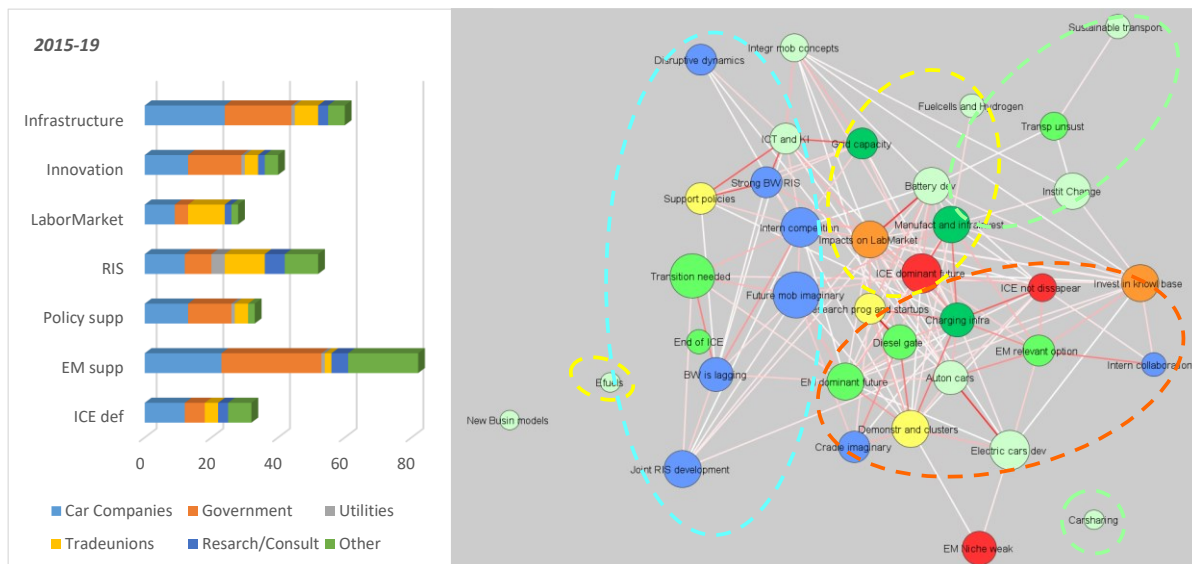 2015-19
Infrastructure
Innovation
LaborMarket
RIS
Policy supp
EM supp
ICE def
0 20 40 60 80
Car Companies Government Utilities
Tradeunions Resarch/Consult Other
Sustainable transport
Integr mob concepts
Disruptive dynamics
Fuelcells and Hydrogen
Transp unsust
ICT and KI
Grid capacity
Strong BW RIS
Battery dev
Instit Change
Support policies
Intern competition
Manufact and infra invest
Impacts on LabMarket
Transition needed
ICE dominant future
ICE not dissapear
Invest in knowl base
Future mob imaginary
search prog and startups
Charging infra
End of ICE
Diesel gate
EM relevant option
Intern collaboration
BW is lagging
EM dominant future
Auton cars
Efuels
New Busin models
Demonstr and clusters
Cradle imaginary
Electric cars dev
Joint RIS development
Carsharing
EM Niche weak